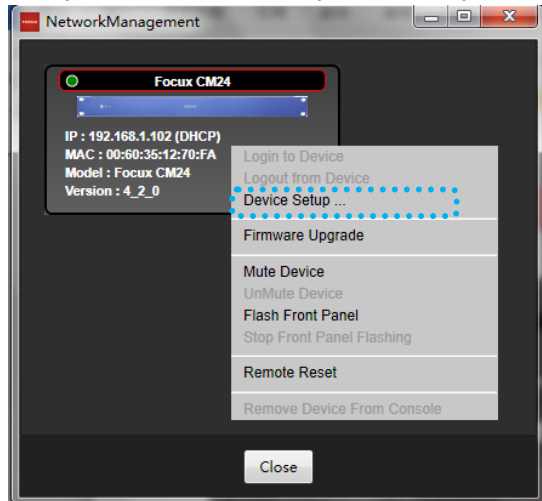 NetworkManagement
Focux CM24
IP : 192.168.1.102 (DHCP)
MAC : 00:60:35:12:70:FA
Model : Focux CM24
Version : 4_2_0
Login to Device
Logout from Device
Device Setup ...
Firmware Upgrade
Mute Device
UnMute Device
Flash Front Panel
Stop Front Panel Flashing
Remote Reset
Remove Device From Console
Close